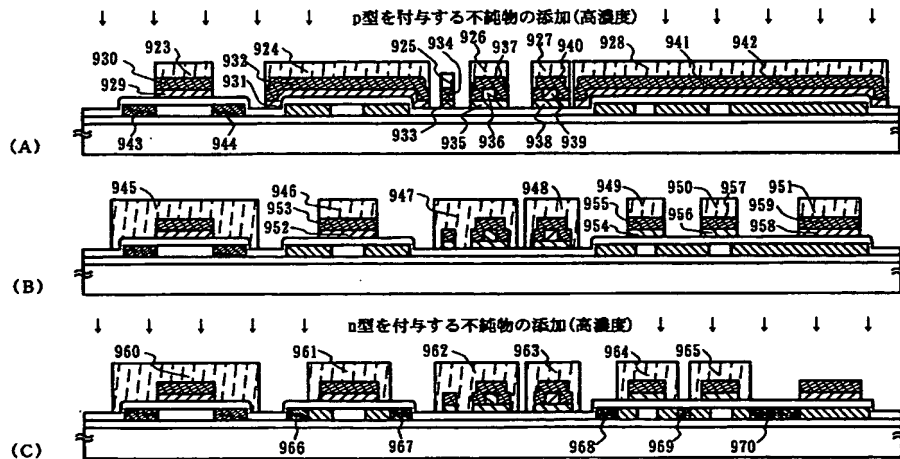 p型を付与する不純物の添加(高濃度)
923 924 925 934 926 937 927 940 928 941 942
930 932
929 931
943 944 933 935 936 938 939
(A)
945 946 947 948 949 950 957 951
953 955 959
952 954 956 958
(B)
n型を付与する不純物の添加(高濃度)
960 961 962 963 964 965
966 967 968 969 970
(C)